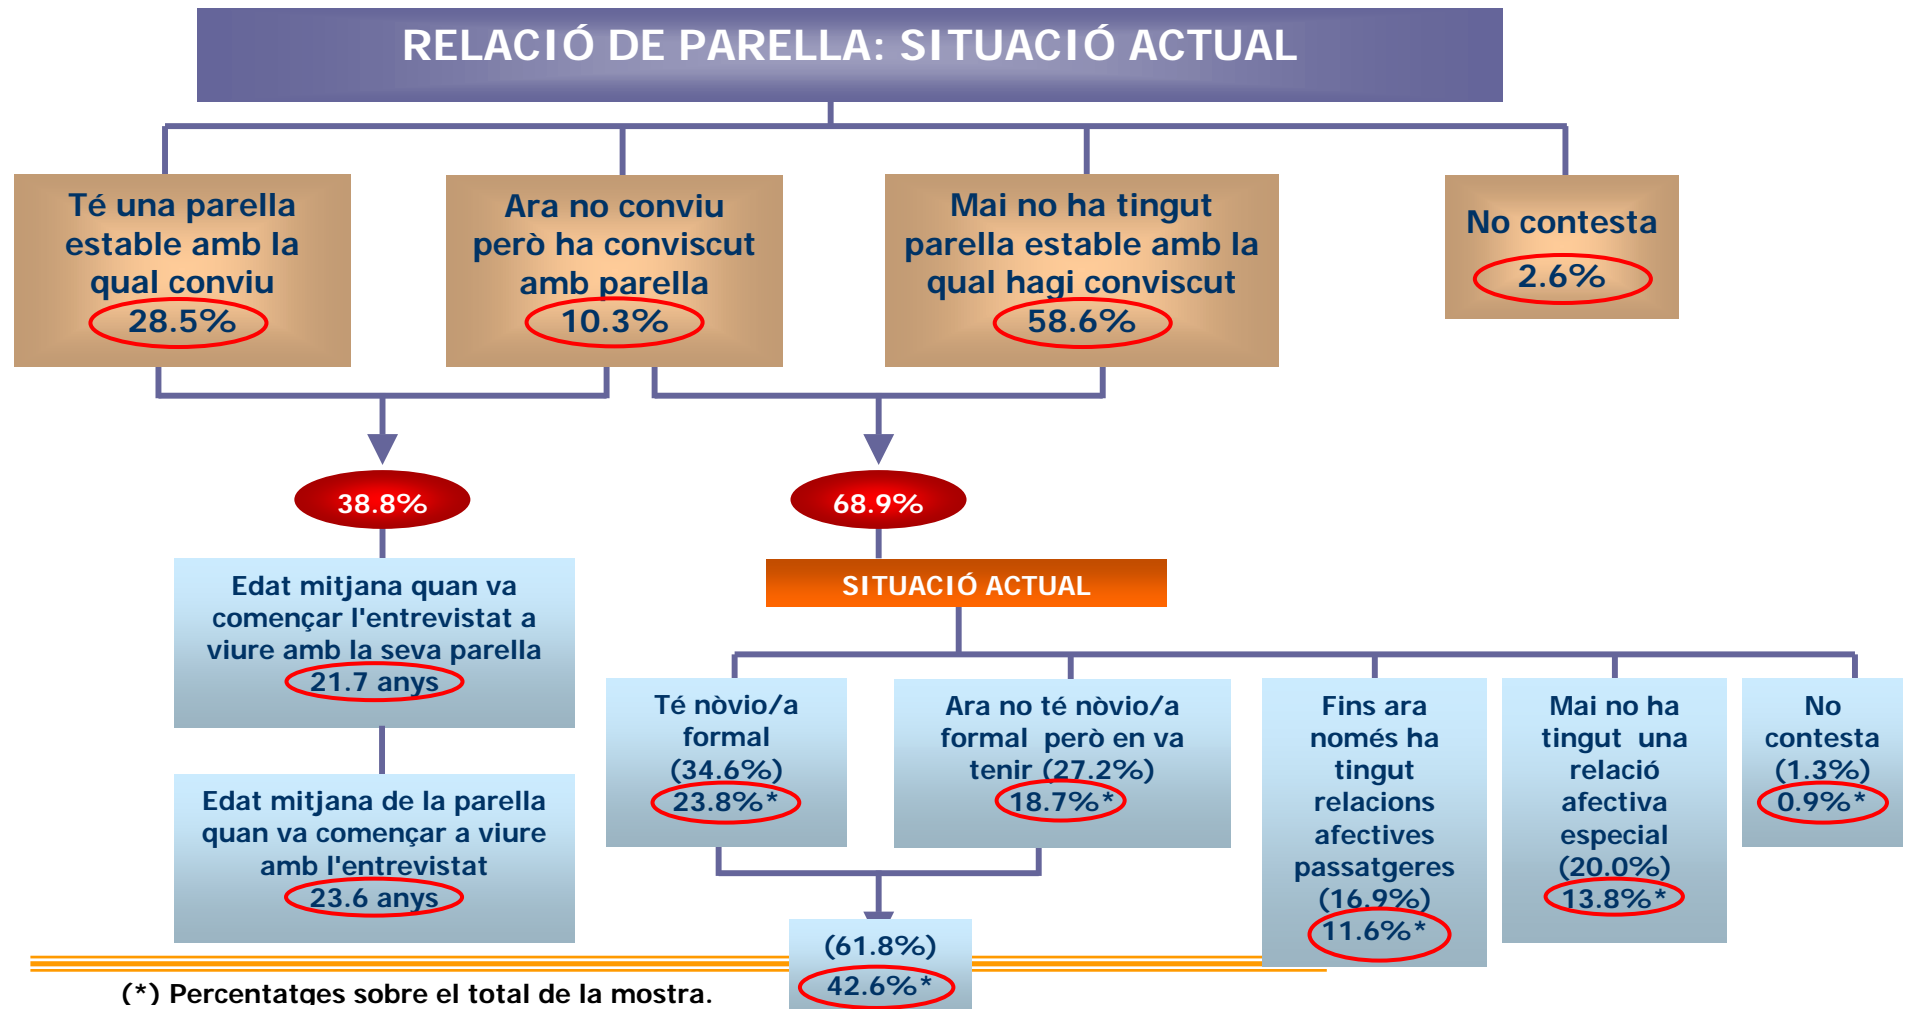 RELACIÓ DE PARELLA: SITUACIÓ ACTUAL
Té una parella
estable amb la
qual conviu
28.5%
Ara no conviu
però ha conviscut
amb parella
10.3%
Mai no ha tingut
parella estable amb la
qual hagi conviscut
58.6%
No contesta
2.6%
38.8%
68.9%
Edat mitjana quan va
començar l'entrevistat a
viure amb la seva parella
21.7 anys
Edat mitjana de la parella
quan va començar a viure
amb l'entrevistat
23.6 anys
SITUACIÓ ACTUAL
Té nòvio/a
formal
(34.6%)
23.8%*
Ara no té nòvio/a
formal però en va
tenir (27.2%)
18.7%*
Fins ara
només ha
tingut
relacions
afectives
passatgeres
(16.9%)
11.6%*
Mai no ha
tingut una
relació
afectiva
especial
(20.0%)
13.8%*
No
contesta
(1.3%)
0.9%*
(61.8%)
42.6%*
(*) Percentatges sobre el total de la mostra.